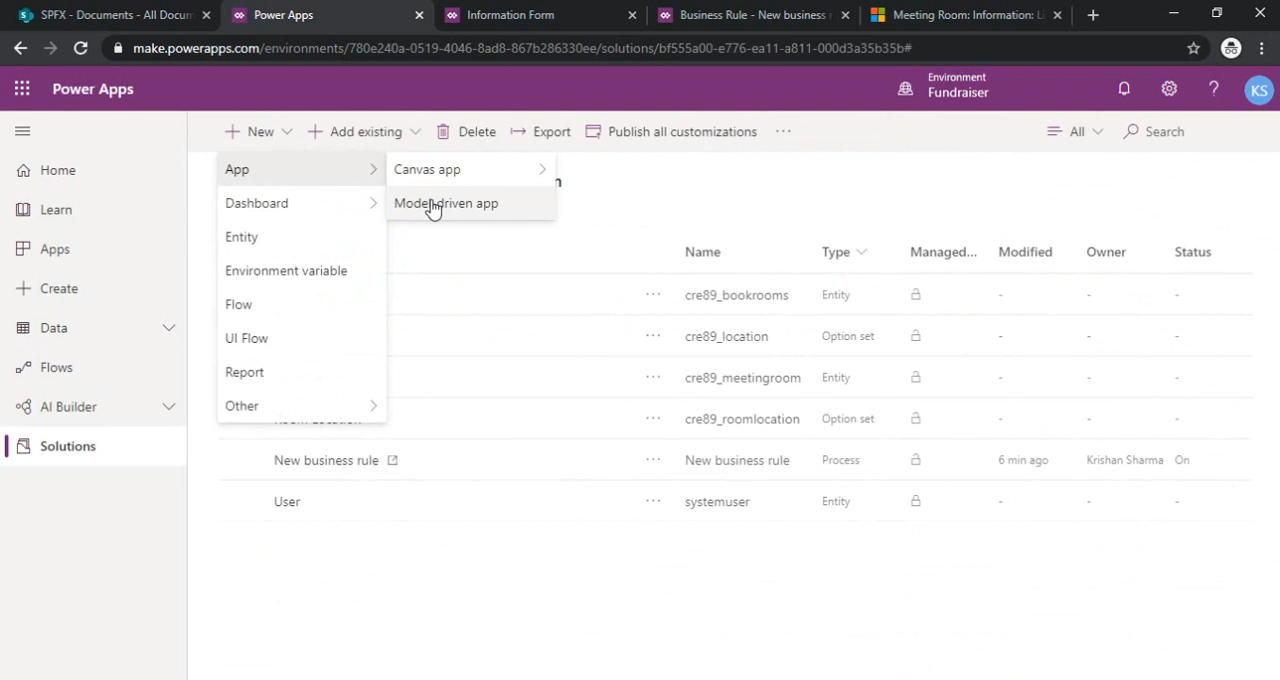 SPFX - Documents - All Docum
Power Apps
Information Form
Business Rule - New business r
Meeting Room: Information: Li
make.powerapps.com/environments/780e240a-0519-4046-8ad8-867b286330ee/solutions/bf555a00-e776-ea11-a811-000d3a35b35b#
Power Apps
Environment
Fundraiser
KS
New
Add existing
Delete
Export
Publish all customizations
All
Search
Home
Learn
Apps
Create
Data
Flows
AI Builder
Solutions
App
Dashboard
Entity
Environment variable
Flow
UI Flow
Report
Other
Canvas app
Model-driven app
Name Type Managed... Modified Owner Status
cre89_bookrooms Entity - - -
cre89_location Option set - - -
cre89_meetingroom Entity - - -
Room Location cre89_roomlocation Option set - - -
New business rule New business rule Process 6 min ago Krishan Sharma On
User systemuser Entity - - -